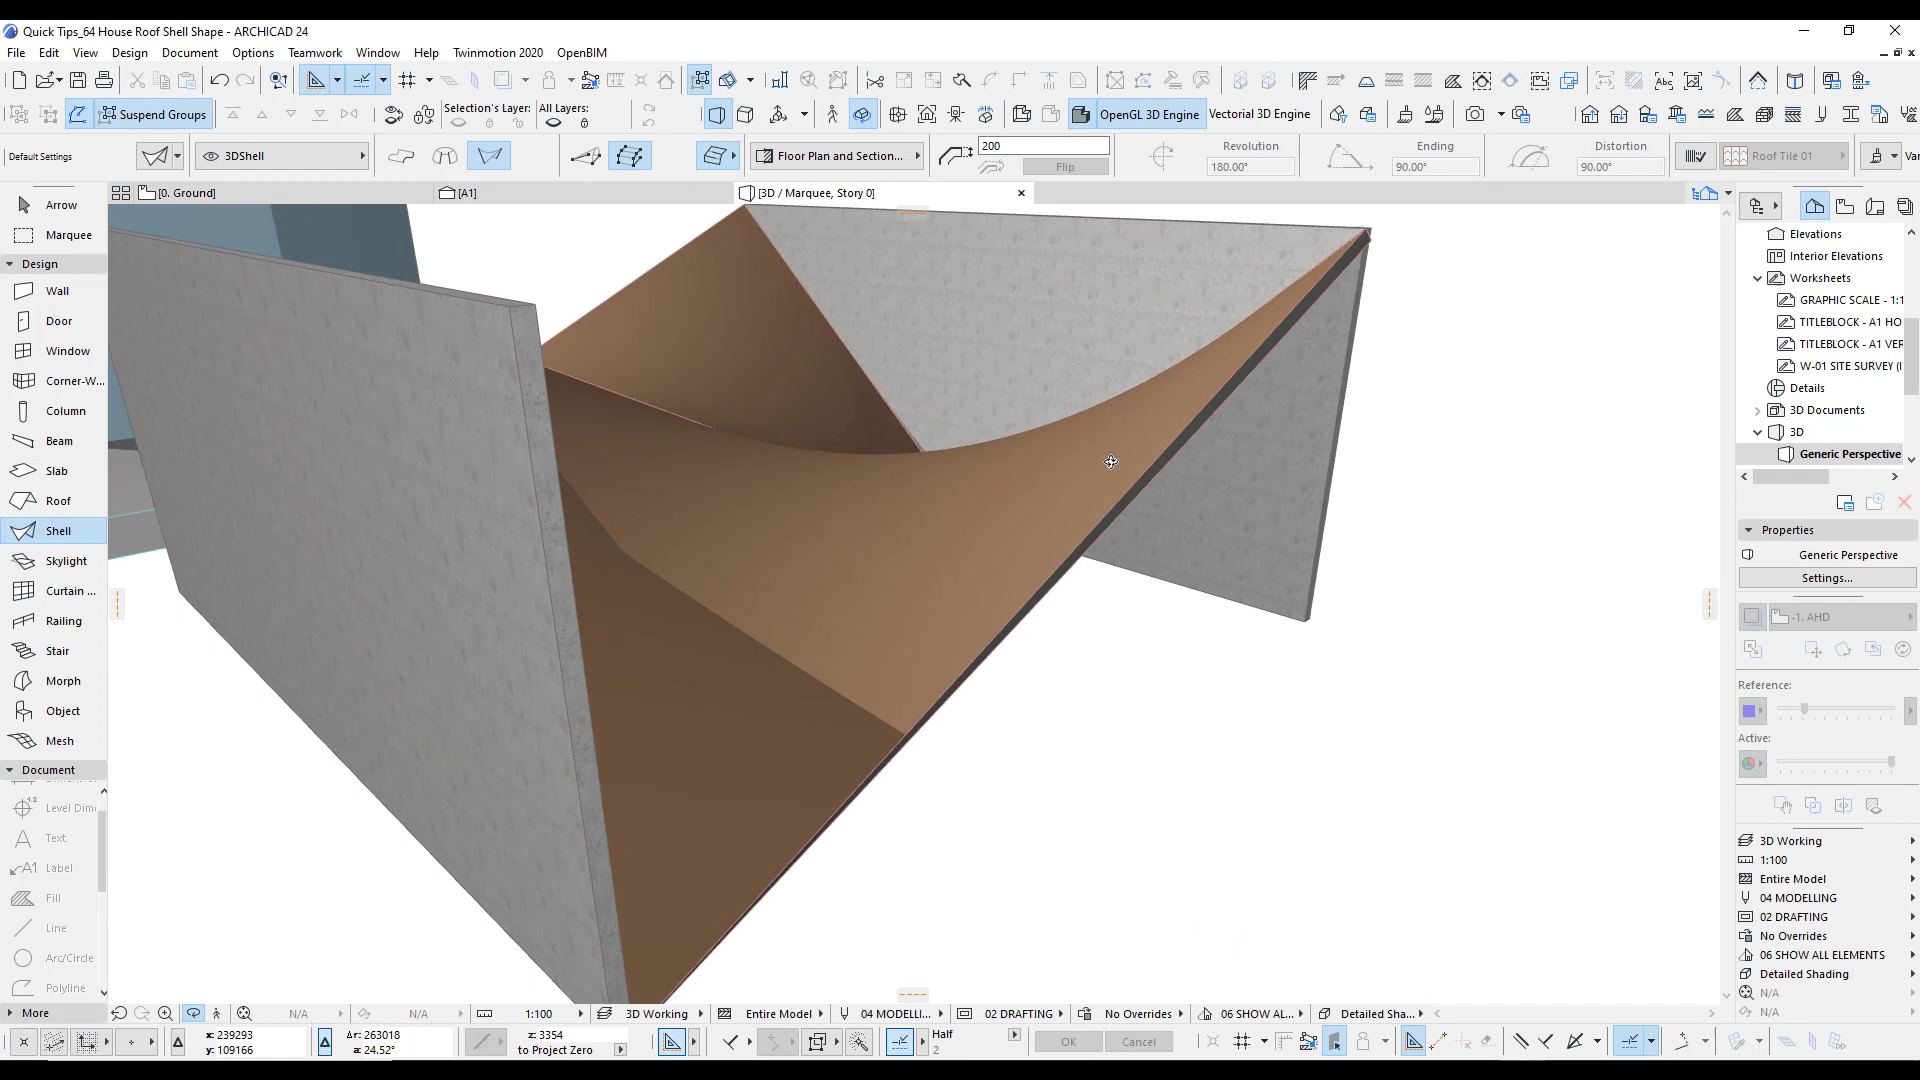 Quick Tips_64 House Roof Shell Shape - ARCHICAD 24
File Edit View Design Document Options Teamwork Window Help Twinmotion 2020 OpenBIM
Suspend Groups Selection's Layer: All Layers: OpenGL 3D Engine Vectorial 3D Engine
Default Settings 3DShell Floor Plan and Section... 200 Flip Revolution 180.00° Ending 90.00° Distortion 90.00° Roof Tile 01
[0. Ground] [A1] [3D / Marquee, Story 0]
Arrow
Marquee
Design
Wall
Door
Window
Corner-W...
Column
Beam
Slab
Roof
Shell
Skylight
Curtain ...
Railing
Stair
Morph
Object
Mesh
Document
Level Dim
Text
A1 Label
Fill
Line
Arc/Circle
Polyline
More
Elevations
Interior Elevations
Worksheets
GRAPHIC SCALE - 1:1
TITLEBLOCK - A1 HO
TITLEBLOCK - A1 VER
W-01 SITE SURVEY (I
Details
3D Documents
3D
Generic Perspective
Properties
Generic Perspective
Settings...
-1. AHD
Reference:
Active:
3D Working
1:100
Entire Model
04 MODELLING
02 DRAFTING
No Overrides
06 SHOW ALL ELEMENTS
Detailed Shading
N/A
N/A
N/A N/A 1:100 3D Working Entire Model 04 MODELLI... 02 DRAFTING No Overrides 06 SHOW AL... Detailed Sha...
x: 239293 Δr: 263018 z: 3354 Half OK Cancel
y: 109166 a: 24.52° to Project Zero 2